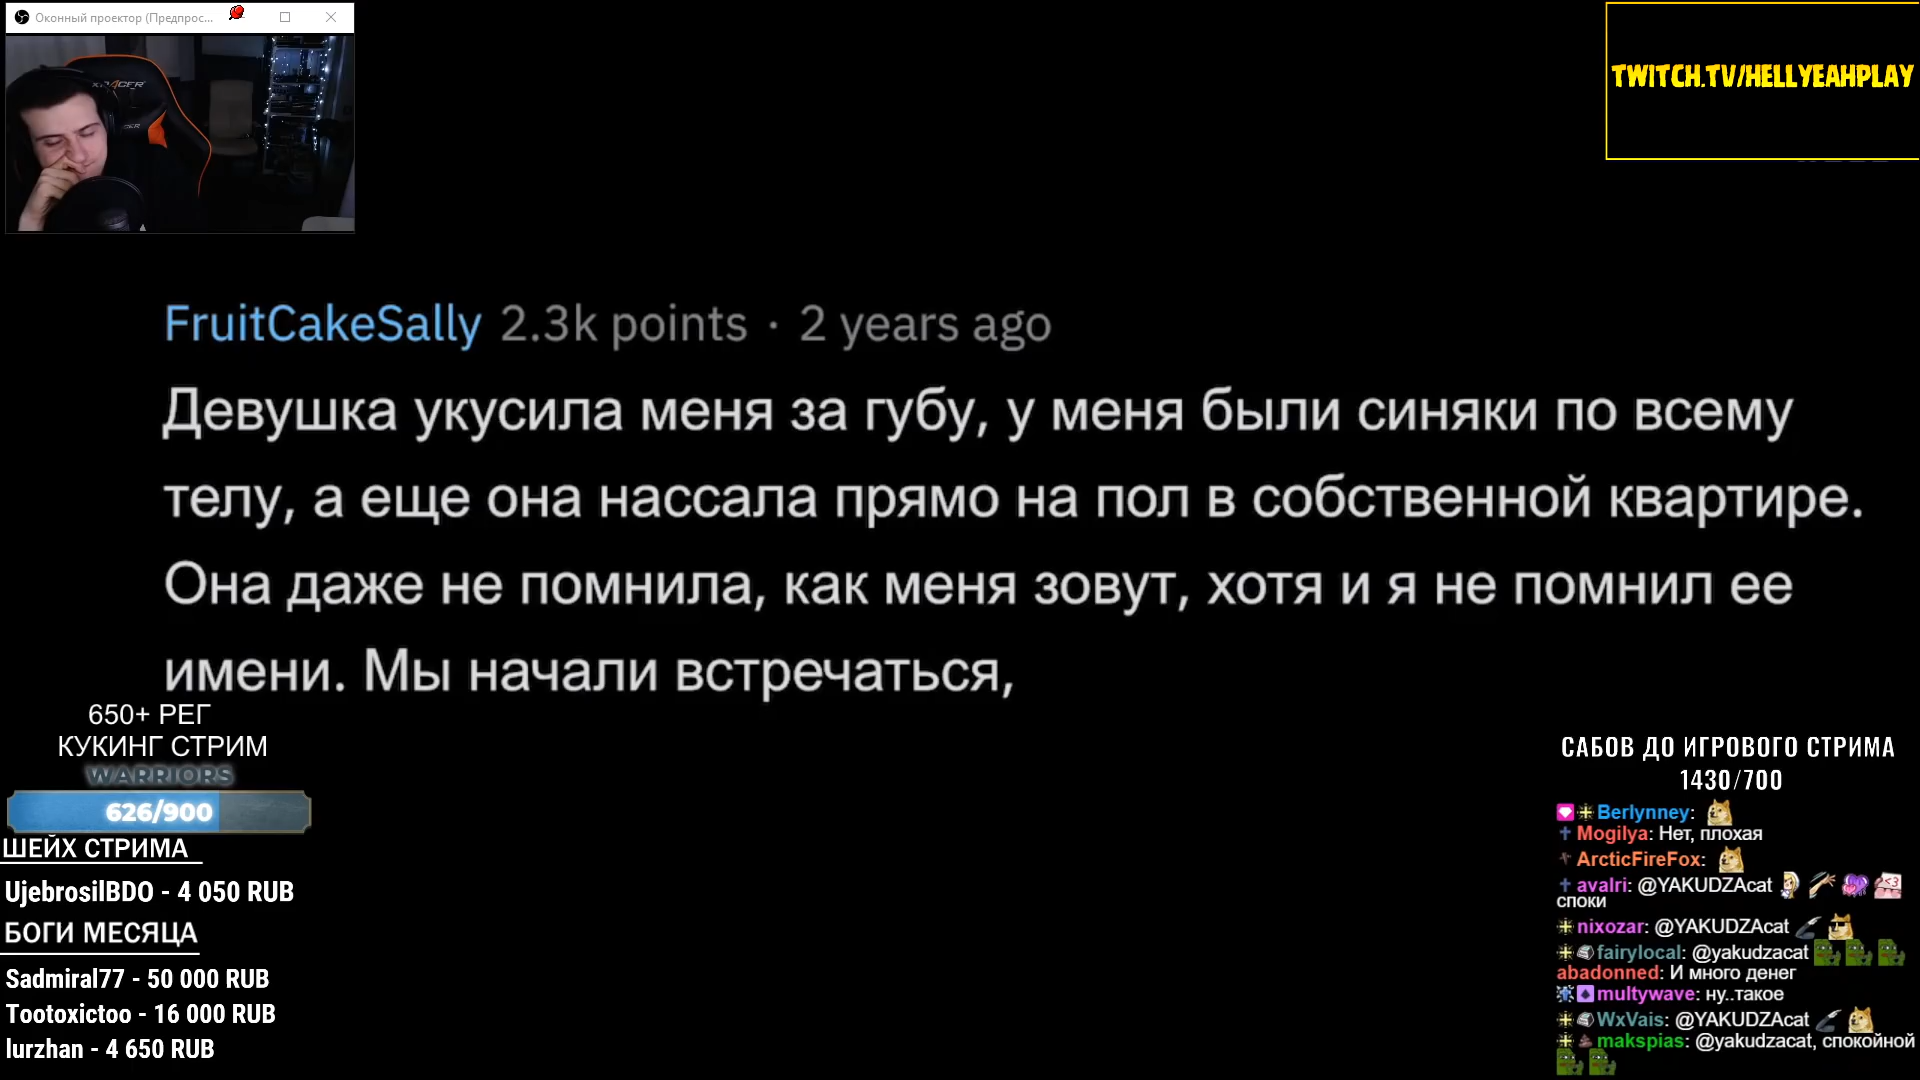 Оконный проектор (Предпрос...
TWITCH.TV/HELLYEAHPLAY
FruitCakeSally 2.3k points · 2 years ago
Девушка укусила меня за губу, у меня были синяки по всему
телу, а еще она нассала прямо на пол в собственной квартире.
Она даже не помнила, как меня зовут, хотя и я не помнил ее
имени. Мы начали встречаться,
650+ РЕГ
КУКИНГ СТРИМ
WARRIORS
626/900
ШЕЙХ СТРИМА
UjebrosilBDO - 4 050 RUB
БОГИ МЕСЯЦА
Sadmiral77 - 50 000 RUB
Tootoxictoo - 16 000 RUB
lurzhan - 4 650 RUB
САБОВ ДО ИГРОВОГО СТРИМА
1430/700
Berlynney:
Mogilya: Нет, плохая
ArcticFireFox:
avalri: @YAKUDZAcat
споки
nixozar: @YAKUDZAcat
fairylocal: @yakudzacat
abadonned: И много денег
multywave: ну..такое
WxVais: @YAKUDZAcat
makspias: @yakudzacat, спокойной